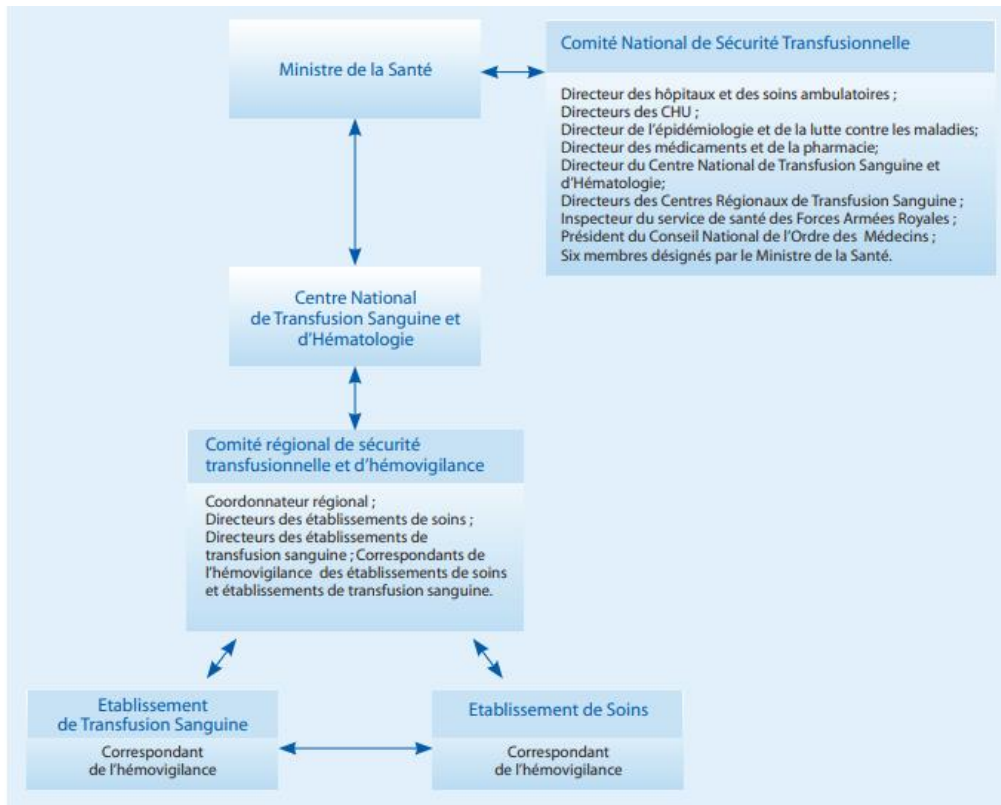 Ministre de la Santé
Comité National de Sécurité Transfusionnelle
Directeur des hôpitaux et des soins ambulatoires ;
Directeurs des CHU ;
Directeur de l'épidémiologie et de la lutte contre les maladies;
Directeur des médicaments et de la pharmacie;
Directeur du Centre National de Transfusion Sanguine et
d'Hématologie;
Directeurs des Centres Régionaux de Transfusion Sanguine ;
Inspecteur du service de santé des Forces Armées Royales ;
Président du Conseil National de l'Ordre des Médecins ;
Six membres désignés par le Ministre de la Santé.
Centre National
de Transfusion Sanguine et
d'Hématologie
Comité régional de sécurité
transfusionnelle et d'hémovigilance
Coordonnateur régional ;
Directeurs des établissements de soins ;
Directeurs des établissements de
transfusion sanguine ; Correspondants de
l'hémovigilance des établissements de soins
et établissements de transfusion sanguine.
Etablissement
de Transfusion Sanguine
Correspondant
de l'hémovigilance
Etablissement de Soins
Correspondant
de l'hémovigilance